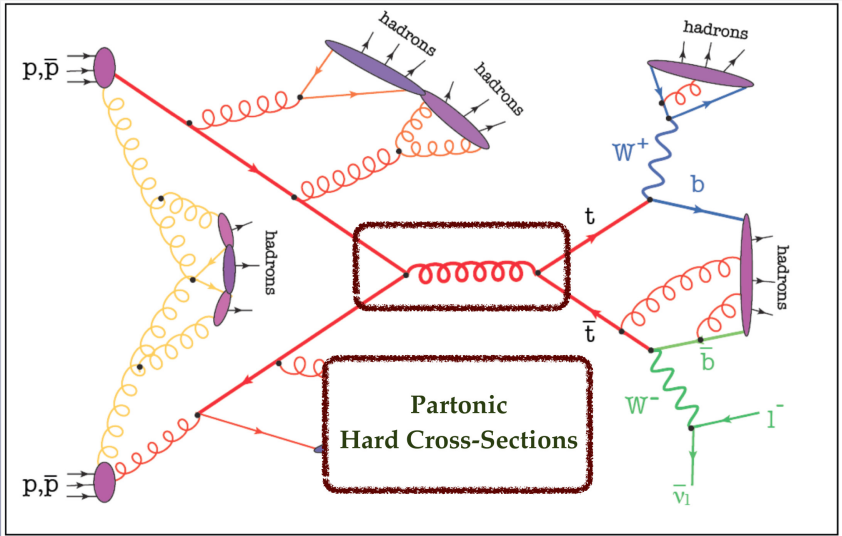 hadrons
p,p̄
hadrons
hadrons
W⁺
b
t
hadrons
hadrons
t̄
b̄
Partonic
Hard Cross-Sections
W⁻
l⁻
p,p̄
ν̄ₗ